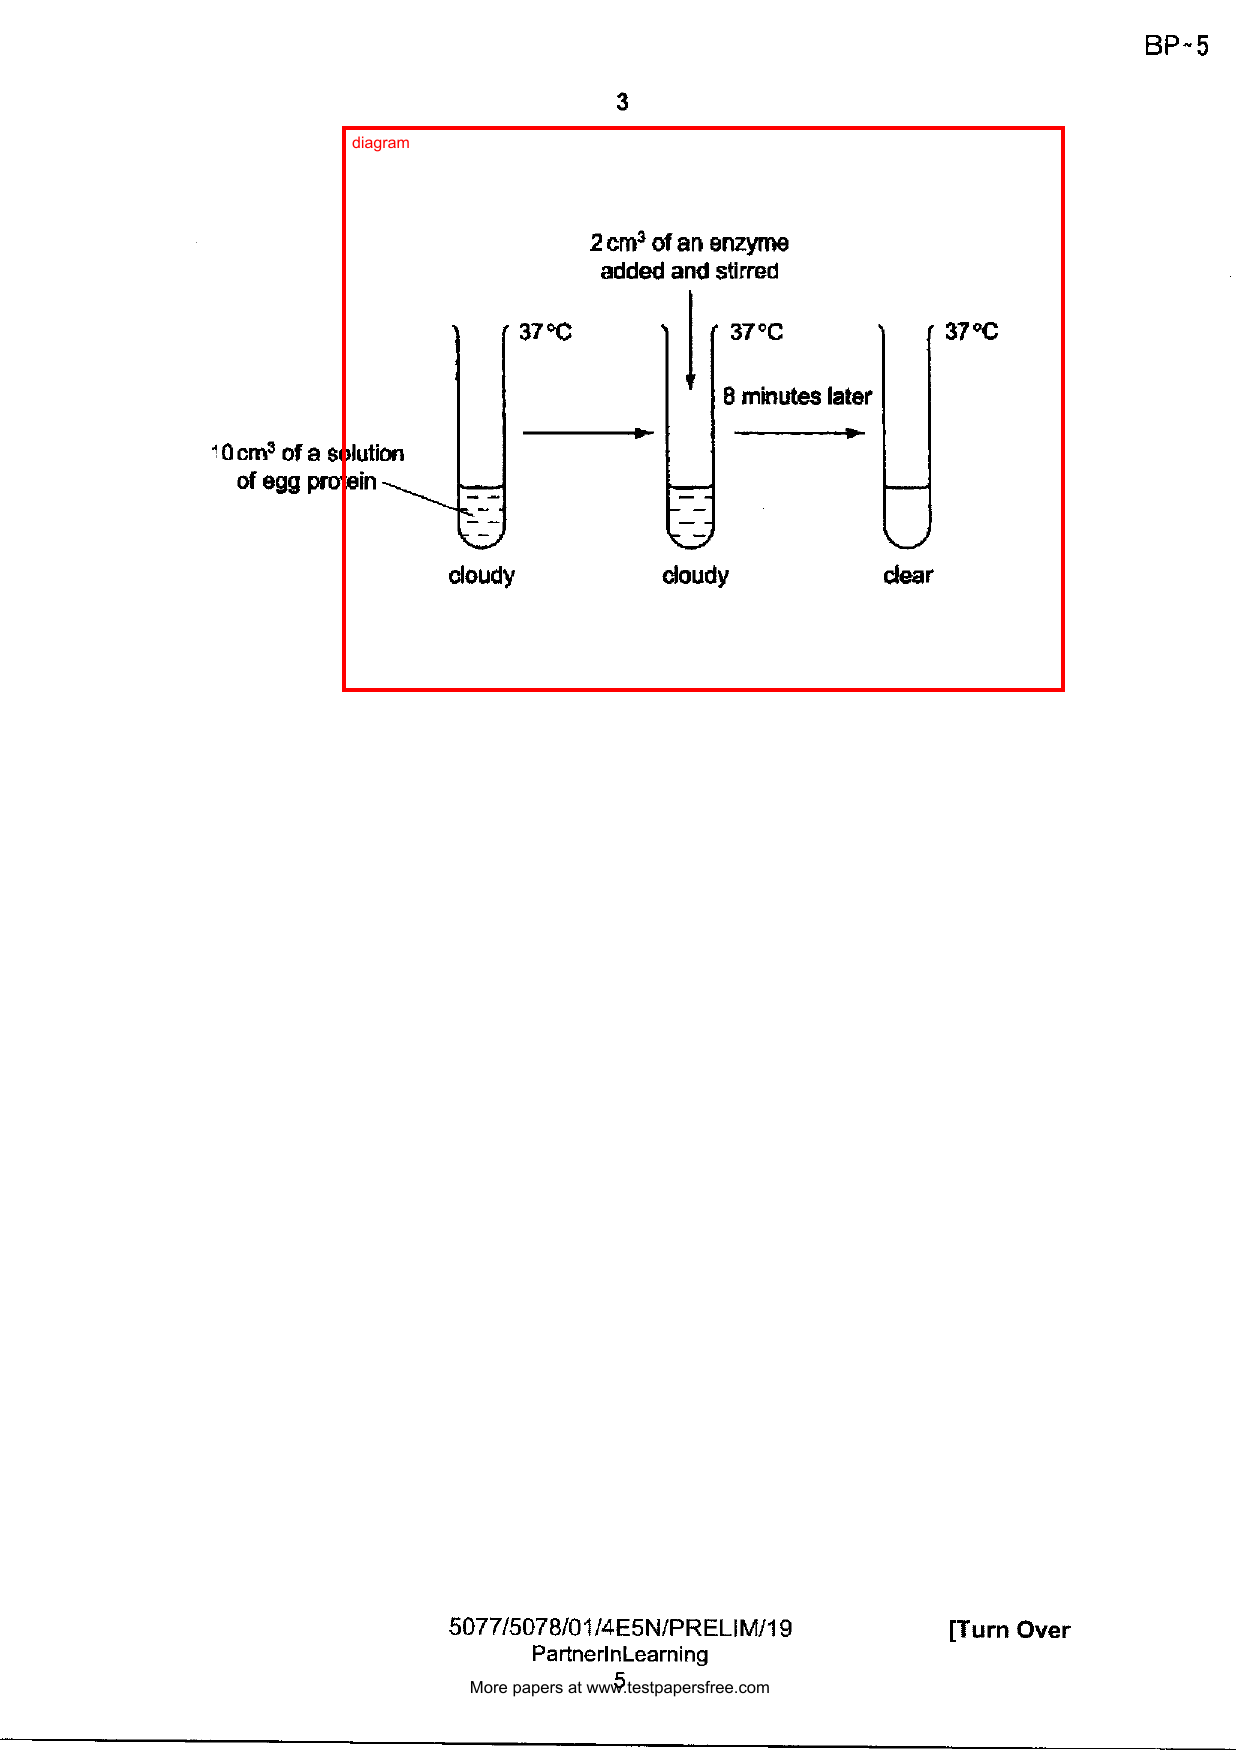 BP~5
3
diagram
2 cm³ of an enzyme
added and stirred
37 °C
37 °C
37 °C
8 minutes later
10 cm³ of a solution
of egg protein
cloudy
cloudy
clear
5077/5078/01/4E5N/PRELIM/19
[Turn Over
PartnerInLearning
5
More papers at www.testpapersfree.com